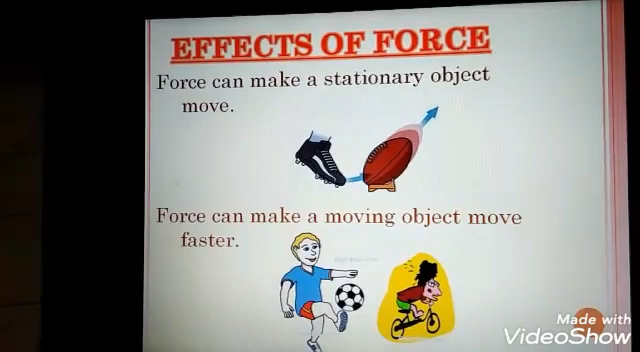 EFFECTS OF FORCE
Force can make a stationary object
move.
Force can make a moving object move
faster.
Made with
VideoShow